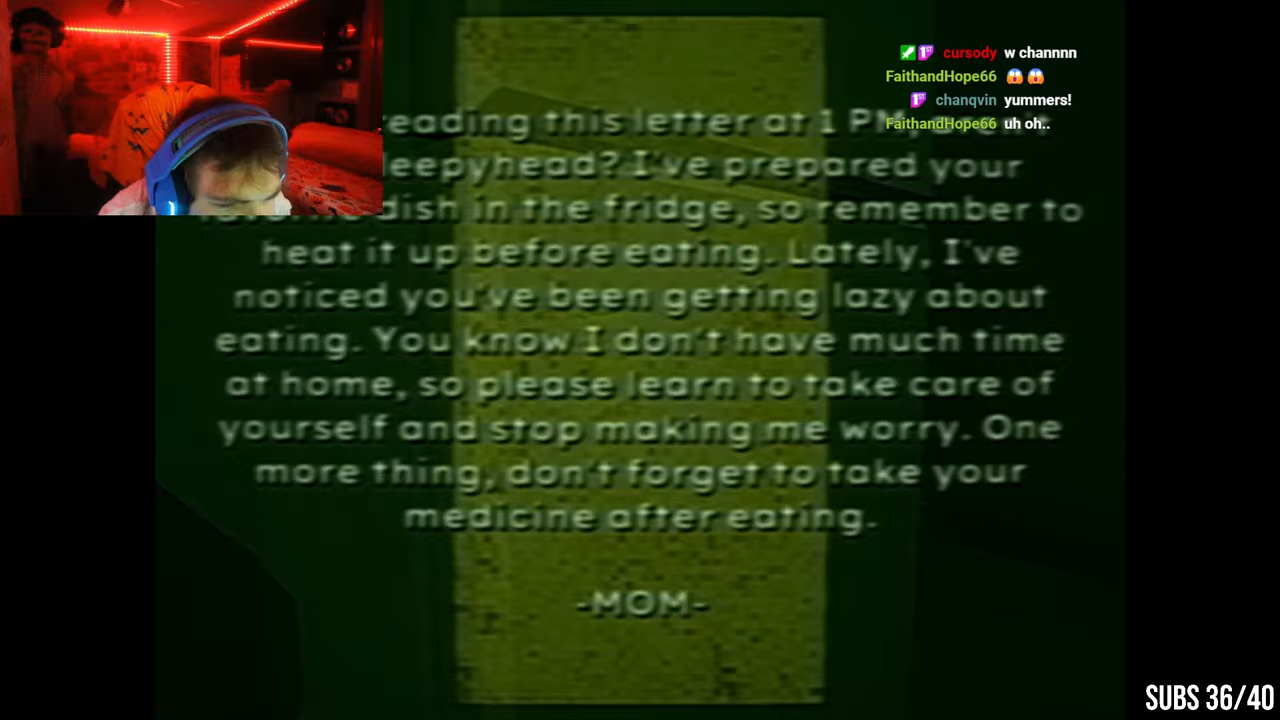 cursody w channnn
FaithandHope66
chanqvin yummers!
FaithandHope66 uh oh..
reading this letter at 1 PM,
sleepyhead? I've prepared your
dish in the fridge, so remember to
heat it up before eating. Lately, I've
noticed you've been getting lazy about
eating. You know I don't have much time
at home, so please learn to take care of
yourself and stop making me worry. One
more thing, don't forget to take your
medicine after eating.
-MOM-
SUBS 36/40